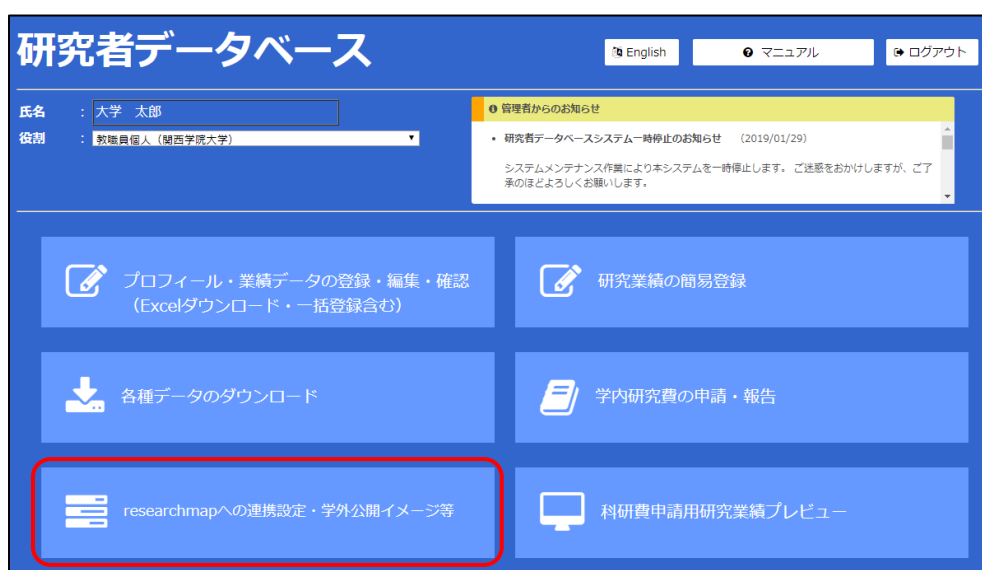 研究者データベース
English
マニュアル
ログアウト
氏名 : 大学 太郎
役割 : 教職員個人（関西学院大学）
管理者からのお知らせ
• 研究者データベースシステム一時停止のお知らせ （2019/01/29）
システムメンテナンス作業により本システムを一時停止します。ご迷惑をおかけしますが、ご了
承のほどよろしくお願いします。
プロフィール・業績データの登録・編集・確認
（Excelダウンロード・一括登録含む）
研究業績の簡易登録
各種データのダウンロード
学内研究費の申請・報告
researchmapへの連携設定・学外公開イメージ等
科研費申請用研究業績プレビュー